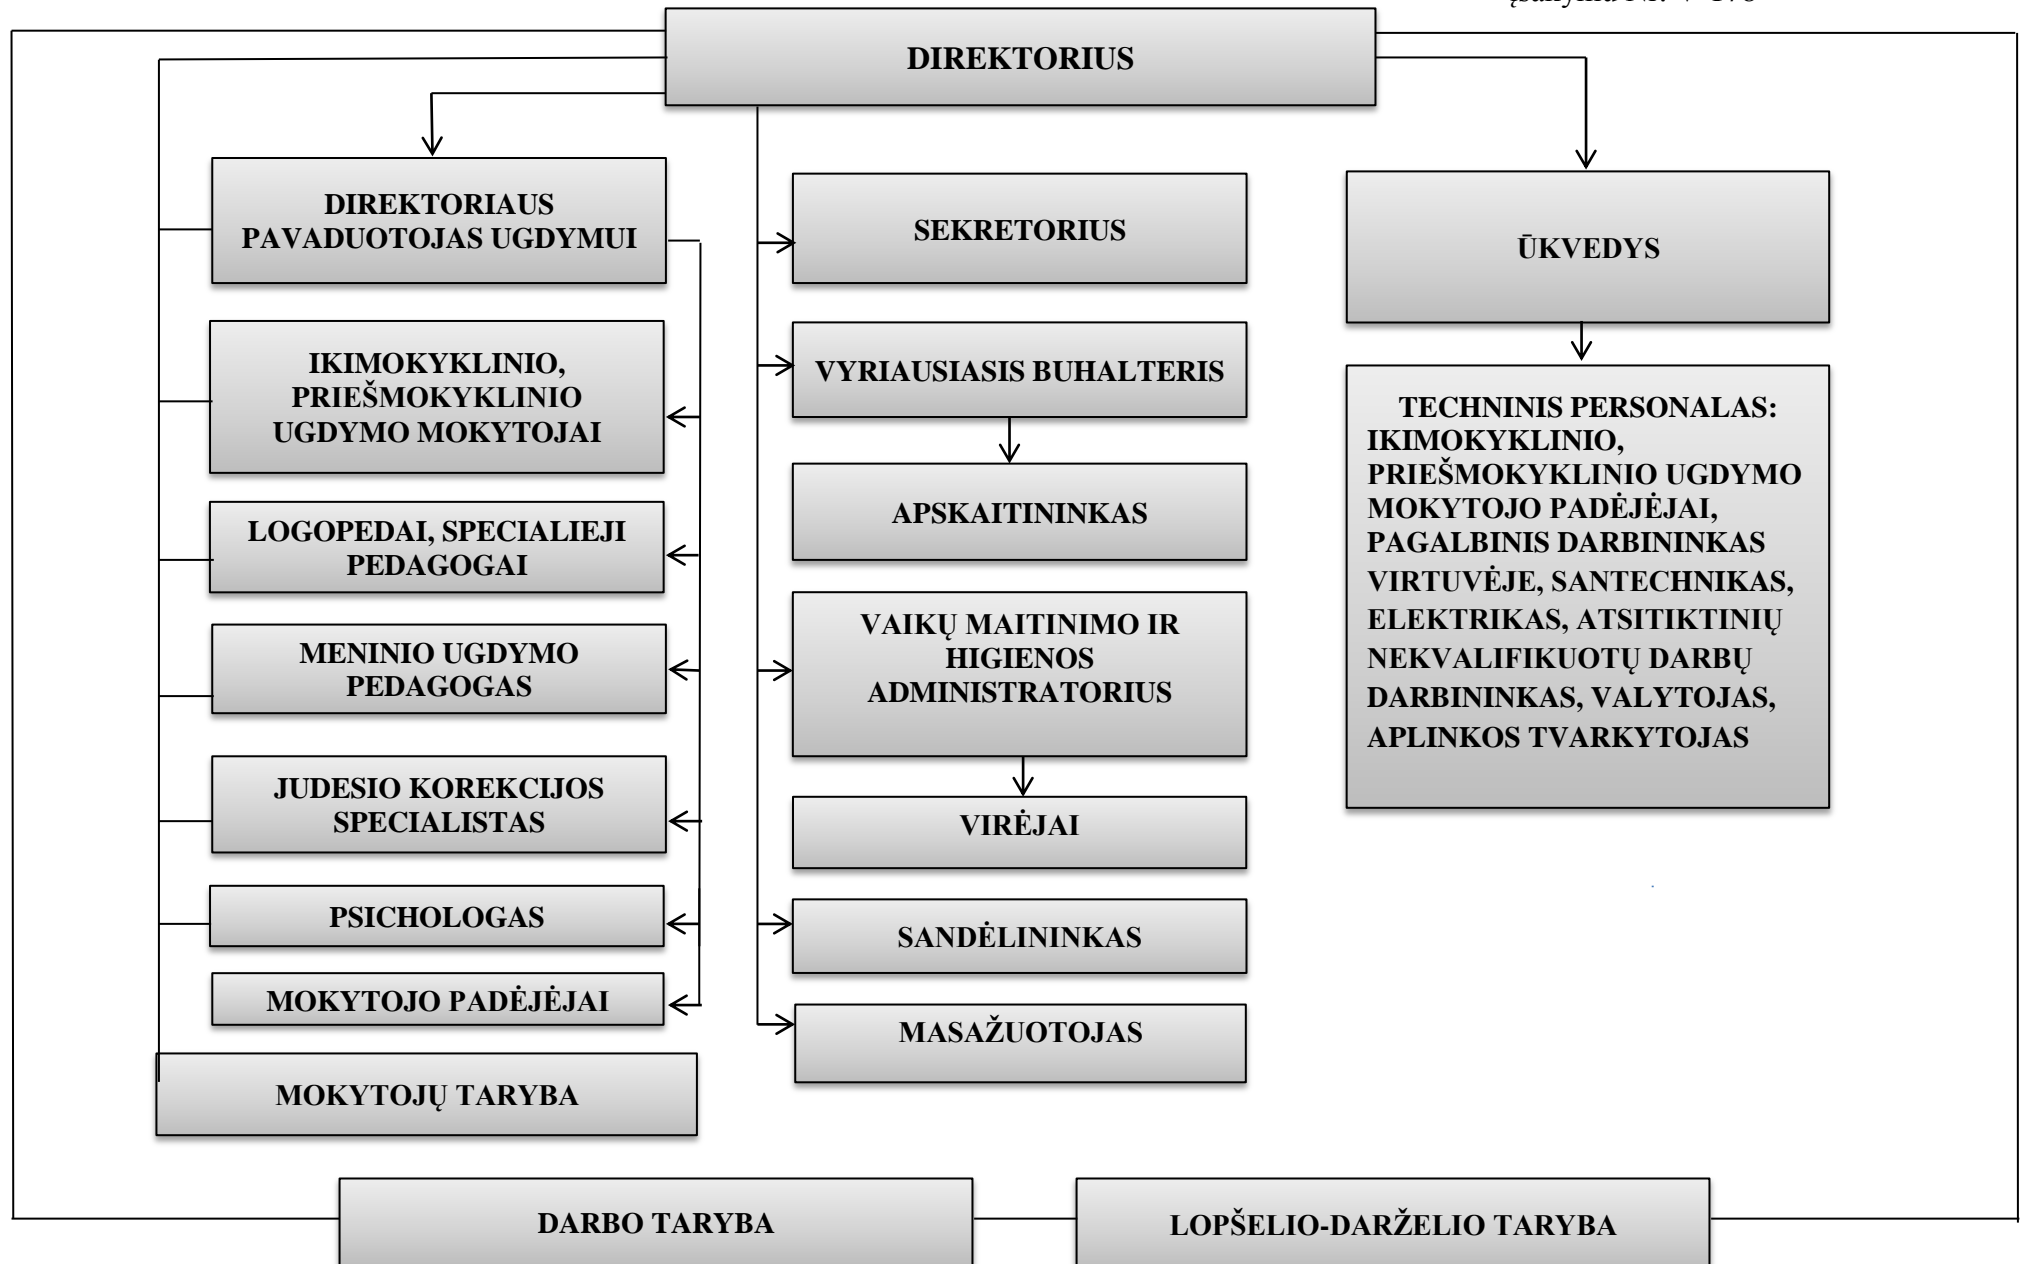 DIREKTORIUS
DIREKTORIAUS
PAVADUOTOJAS UGDYMUI
IKIMOKYKLINIO,
PRIEŠMOKYKLINIO
UGDYMO MOKYTOJAI
LOGOPEDAI, SPECIALIEJI
PEDAGOGAI
MENINIO UGDYMO
PEDAGOGAS
JUDESIO KOREKCIJOS
SPECIALISTAS
PSICHOLOGAS
MOKYTOJO PADĖJĖJAI
MOKYTOJŲ TARYBA
SEKRETORIUS
VYRIAUSIASIS BUHALTERIS
APSKAITININKAS
VAIKŲ MAITINIMO IR
HIGIENOS
ADMINISTRATORIUS
VIRĖJAI
SANDĖLININKAS
MASAŽUOTOJAS
ŪKVEDYS
TECHNINIS PERSONALAS:
IKIMOKYKLINIO,
PRIEŠMOKYKLINIO UGDYMO
MOKYTOJO PADĖJĖJAI,
PAGALBINIS DARBININKAS
VIRTUVĖJE, SANTECHNIKAS,
ELEKTRIKAS, ATSITIKTINIŲ
NEKVALIFIKUOTŲ DARBŲ
DARBININKAS, VALYTOJAS,
APLINKOS TVARKYTOJAS
DARBO TARYBA
LOPŠELIO-DARŽELIO TARYBA